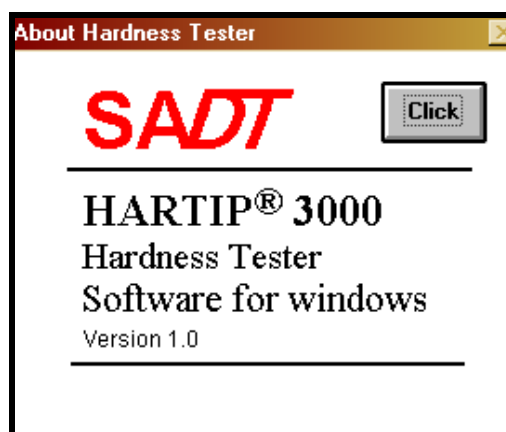 About Hardness Tester
SADT
Click
HARTIP® 3000
Hardness Tester
Software for windows
Version 1.0